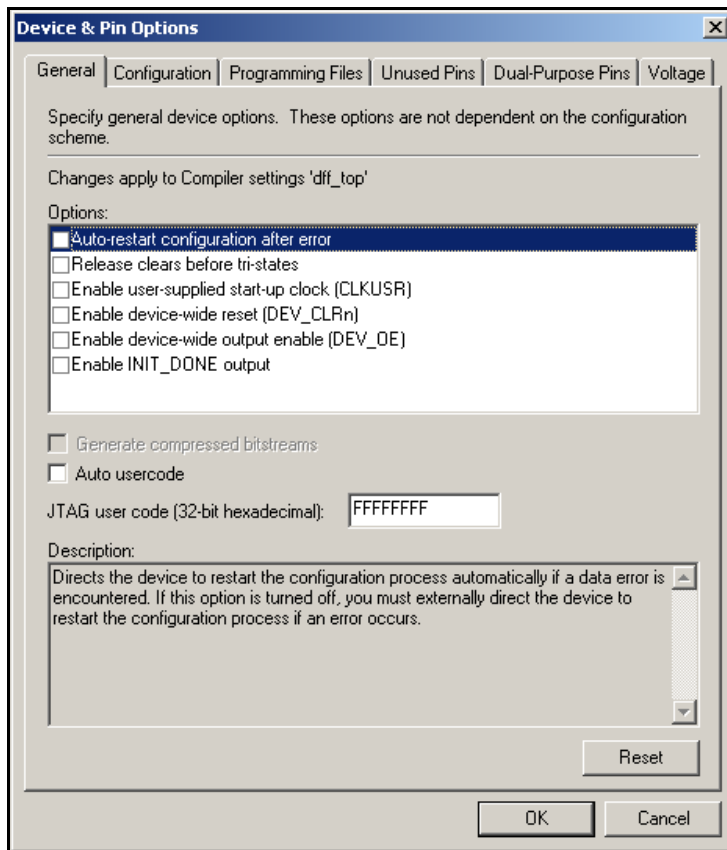 Device & Pin Options
General
Configuration
Programming Files
Unused Pins
Dual-Purpose Pins
Voltage
Specify general device options. These options are not dependent on the configuration
scheme.
Changes apply to Compiler settings 'dff_top'
Options:
Auto-restart configuration after error
Release clears before tri-states
Enable user-supplied start-up clock (CLKUSR)
Enable device-wide reset (DEV_CLRn)
Enable device-wide output enable (DEV_OE)
Enable INIT_DONE output
Generate compressed bitstreams
Auto usercode
JTAG user code (32-bit hexadecimal):
FFFFFFFF
Description:
Directs the device to restart the configuration process automatically if a data error is
encountered. If this option is turned off, you must externally direct the device to
restart the configuration process if an error occurs.
Reset
OK
Cancel